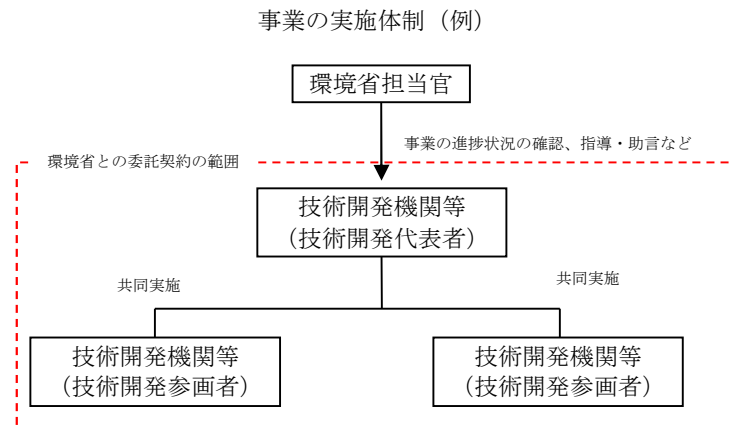 事業の実施体制（例）
環境省担当官
事業の進捗状況の確認、指導・助言など
環境省との委託契約の範囲
技術開発機関等
（技術開発代表者）
共同実施
共同実施
技術開発機関等
（技術開発参画者）
技術開発機関等
（技術開発参画者）